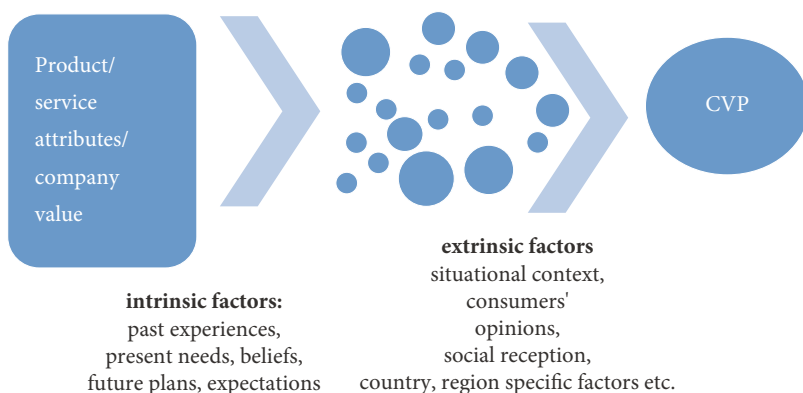 Product/
service
attributes/
company
value
CVP
intrinsic factors:
past experiences,
present needs, beliefs,
future plans, expectations
extrinsic factors
situational context,
consumers'
opinions,
social reception,
country, region specific factors etc.